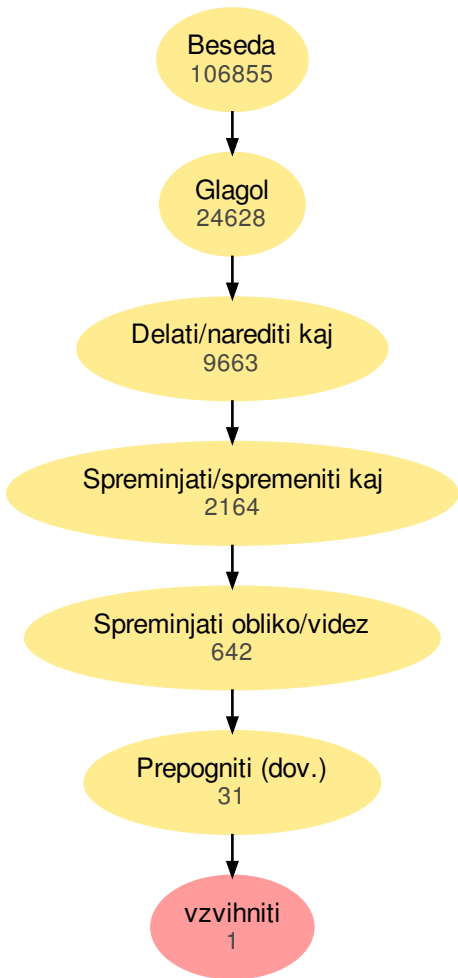 Beseda
106855
Glagol
24628
Delati/narediti kaj
9663
Spreminjati/spremeniti kaj
2164
Spreminjati obliko/videz
642
Prepogniti (dov.)
31
vzvihniti
1